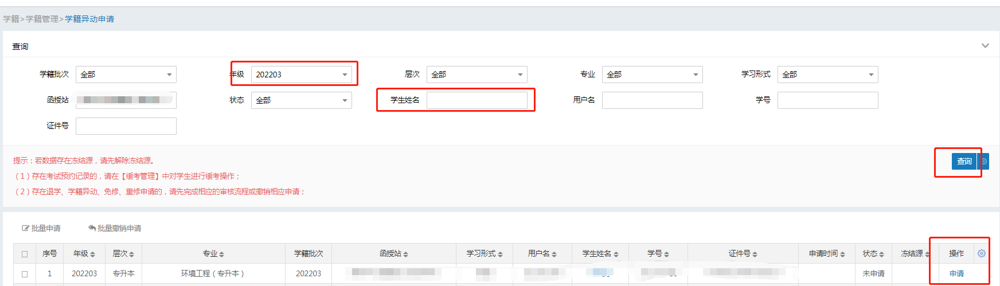 学籍>学籍管理>学籍异动申请
查询
学籍批次 全部 年级 202203 层次 全部 专业 全部 学习形式 全部
函授站 状态 全部 学生姓名 用户名 学号
证件号
提示：若数据存在冻结源，请先解除冻结源。
查询
（1）存在考试预约记录的，请在【缓考管理】中对学生进行缓考操作；
（2）存在退学、学籍异动、免修、重修申请的，请先完成相应的审核流程或撤销相应申请；
批量申请 批量撤销申请
序号 年级 层次 专业 学籍批次 函授站 学习形式 用户名 学生姓名 学号 证件号 申请时间 状态 冻结源 操作
1 202203 专升本 环境工程（专升本） 202203 未申请 申请